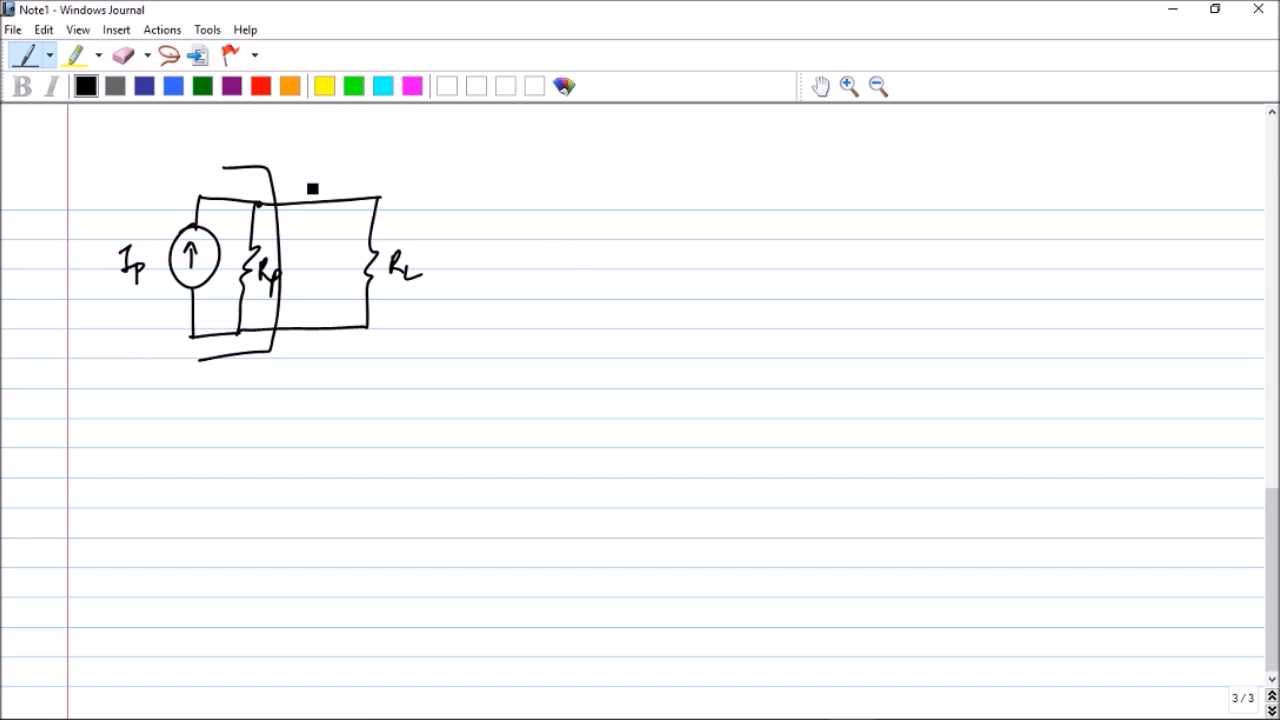 Note1 - Windows Journal
File Edit View Insert Actions Tools Help
B I
Ip Rp RL
3 / 3